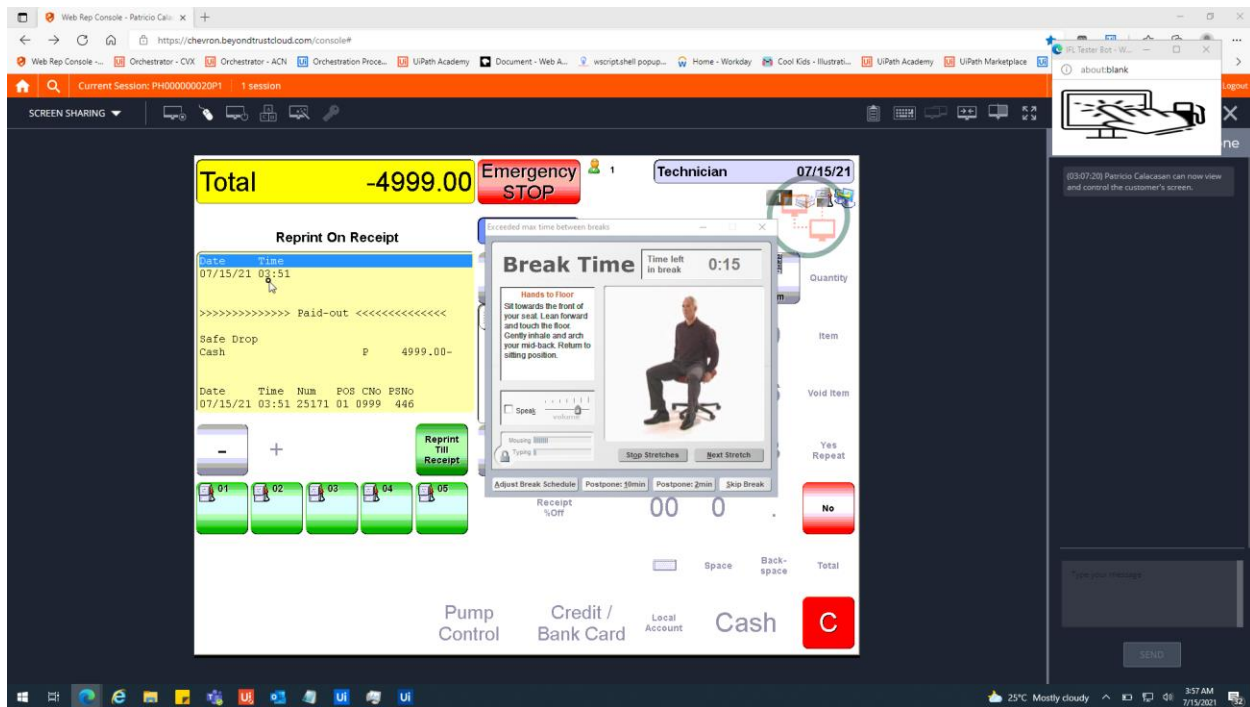 Web Rep Console - Patricio Cala
https://chevron.beyondtrustcloud.com/console#
Web Rep Console -...
Orchestrator - CVX
Orchestrator - ACN
Orchestration Proce...
UiPath Academy
Document - Web A...
wscript.shell popup...
Home - Workday
Cool Kids - Illustrati...
UiPath Academy
UiPath Marketplace
IFL Tester Bot - W...
about:blank
Current Session: PH000000020P1
1 session
Logout
SCREEN SHARING
ne
(03:07:20) Patricio Calacasan can now view
and control the customer's screen.
Total -4999.00
Emergency
STOP
1
Technician 07/15/21
Reprint On Receipt
Date Time
07/15/21 03:51
>>>>>>>>>>>>>> Paid-out <<<<<<<<<<<<<<
Safe Drop
Cash P 4999.00-
Date Time Num POS CNo PSNo
07/15/21 03:51 25171 01 0999 446
- +
Reprint
Till
Receipt
01 02 03 04 05
Exceeded max time between breaks
Break Time
Time left
in break
0:15
Hands to Floor
Sit towards the front of
your seat. Lean forward
and touch the floor.
Gently inhale and arch
your mid-back. Return to
sitting position.
Speak
volume
Mousing
Typing
Stop Stretches
Next Stretch
Adjust Break Schedule
Postpone: 10min
Postpone: 2min
Skip Break
Quantity
Item
Void Item
Yes
Repeat
Receipt
%Off
00 0 .
No
Space
Back-
space
Total
Pump
Control
Credit /
Bank Card
Local
Account
Cash
C
Type your message
SEND
25°C Mostly cloudy
3:57 AM
7/15/2021